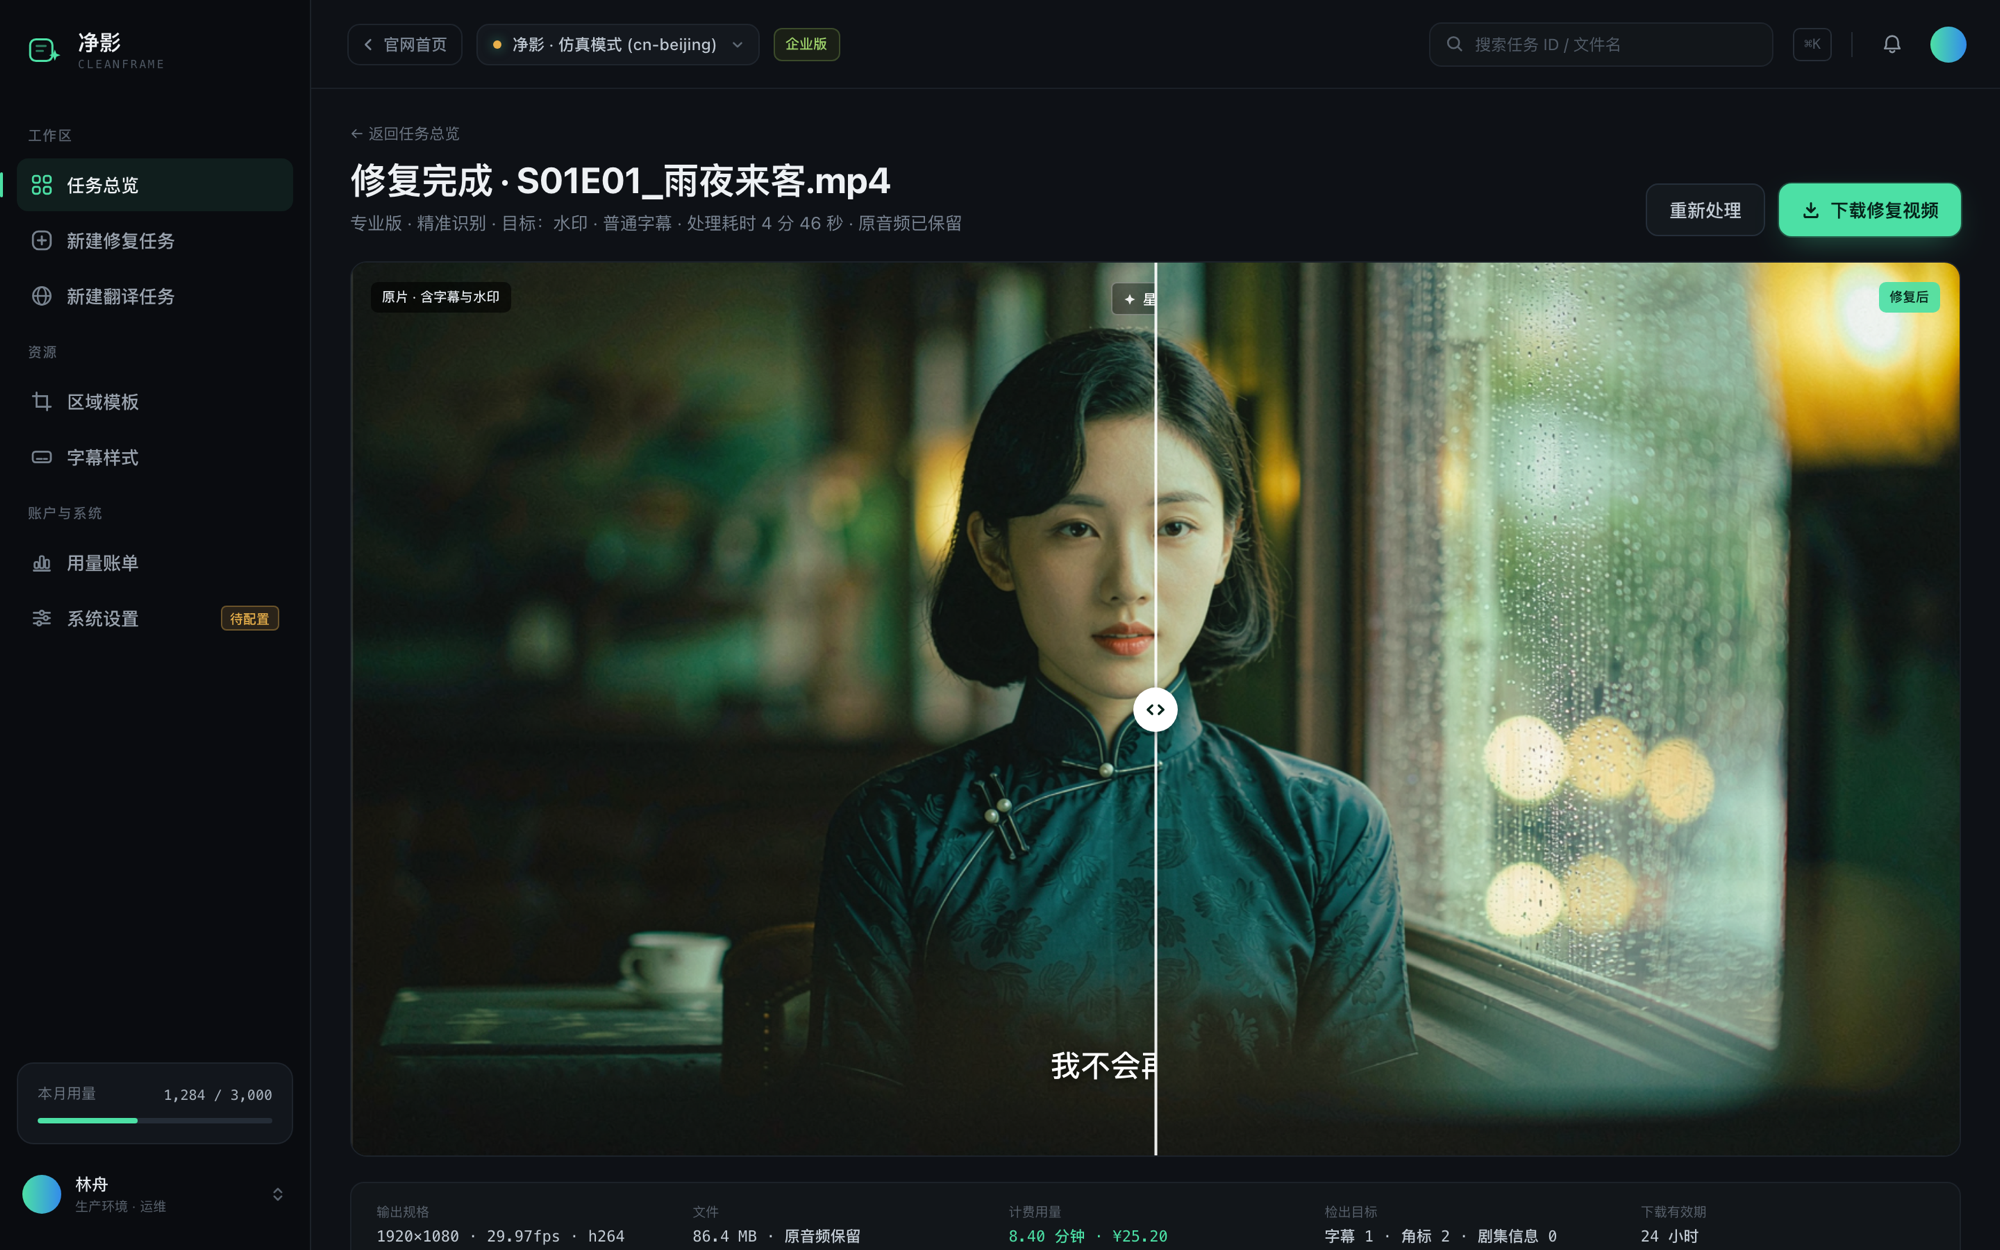 净影
CLEANFRAME
官网首页
净影 · 仿真模式 (cn-beijing)
企业版
搜索任务 ID / 文件名
⌘K
工作区
任务总览
新建修复任务
新建翻译任务
资源
区域模板
字幕样式
账户与系统
用量账单
系统设置
待配置
本月用量
1,284 / 3,000
林舟
生产环境 · 运维
← 返回任务总览
修复完成 · S01E01_雨夜来客.mp4
专业版 · 精准识别 · 目标：水印 · 普通字幕 · 处理耗时 4 分 46 秒 · 原音频已保留
重新处理
下载修复视频
原片 · 含字幕与水印
✦ 星
修复后
我不会
输出规格
1920×1080 · 29.97fps · h264
文件
86.4 MB · 原音频保留
计费用量
8.40 分钟 · ¥25.20
检出目标
字幕 1 · 角标 2 · 剧集信息 0
下载有效期
24 小时